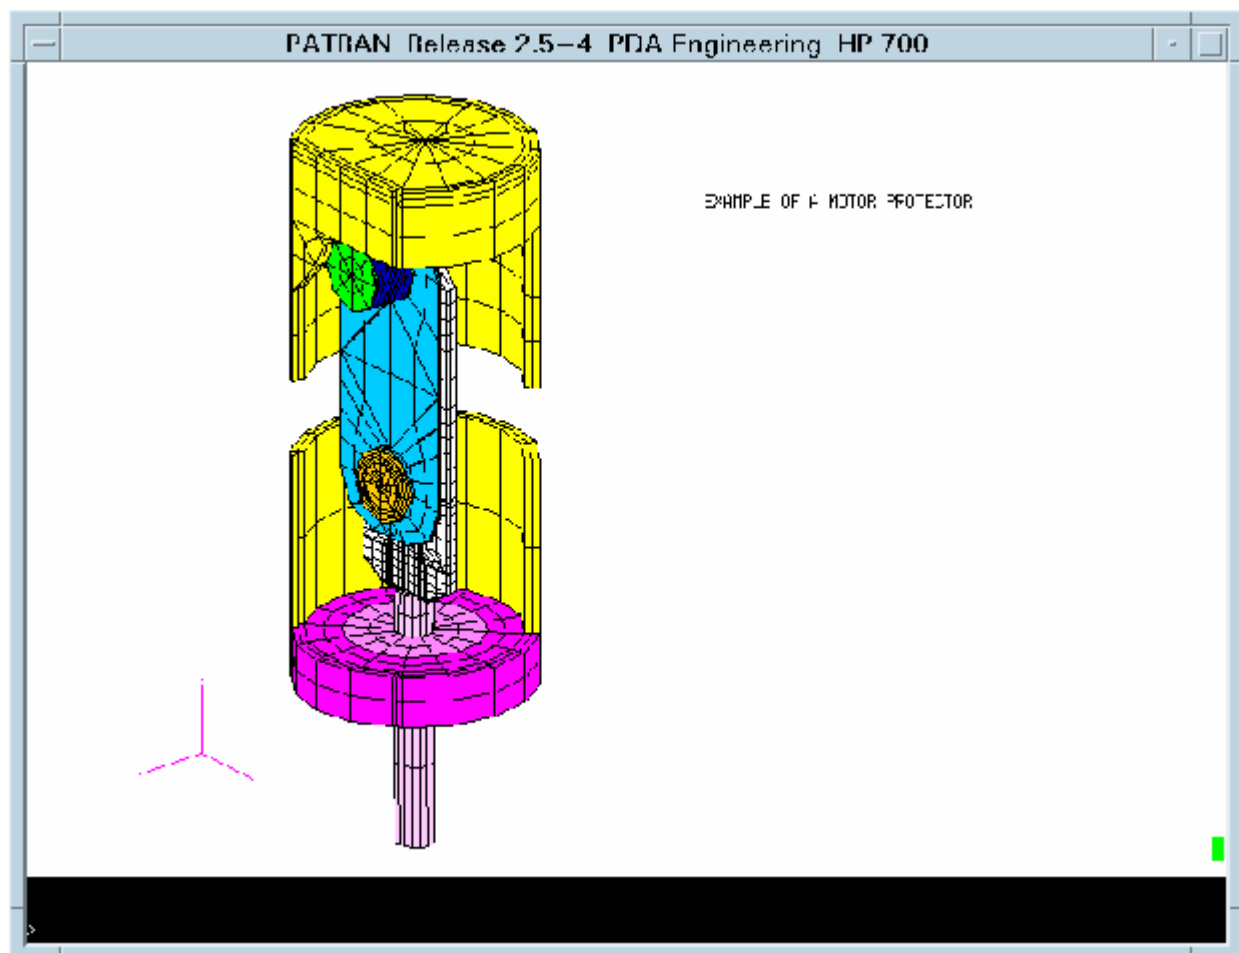 PATRAN Release 2.5-4 PDA Engineering HP 700
EXAMPLE OF A MOTOR PROTECTOR
>